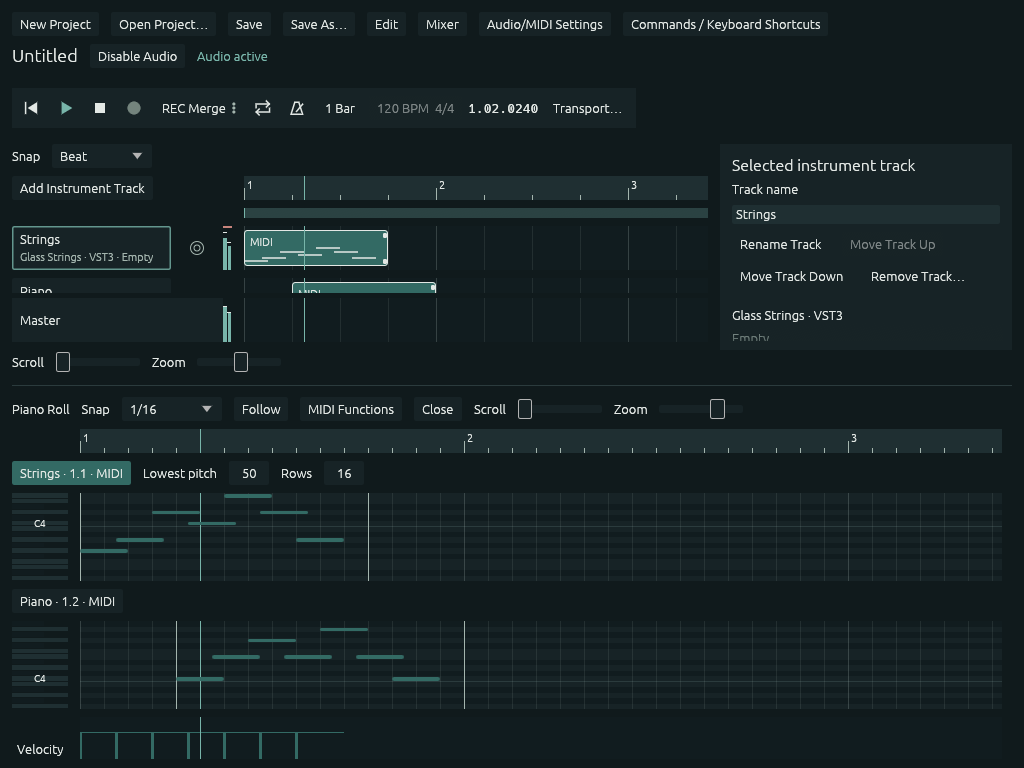 New Project Open Project... Save Save As... Edit Mixer Audio/MIDI Settings Commands / Keyboard Shortcuts
Untitled Disable Audio Audio active
REC Merge 1 Bar 120 BPM 4/4 1.02.0240 Transport...
Snap Beat
Add Instrument Track
1 2 3
Strings
Glass Strings · VST3 · Empty
MIDI
Piano
MIDI
Master
Scroll Zoom
Selected instrument track
Track name
Strings
Rename Track Move Track Up
Move Track Down Remove Track...
Glass Strings · VST3
Empty
Piano Roll Snap 1/16 Follow MIDI Functions Close Scroll Zoom
1 2 3
Strings · 1.1 · MIDI Lowest pitch 50 Rows 16
C4
Piano · 1.2 · MIDI
C4
Velocity